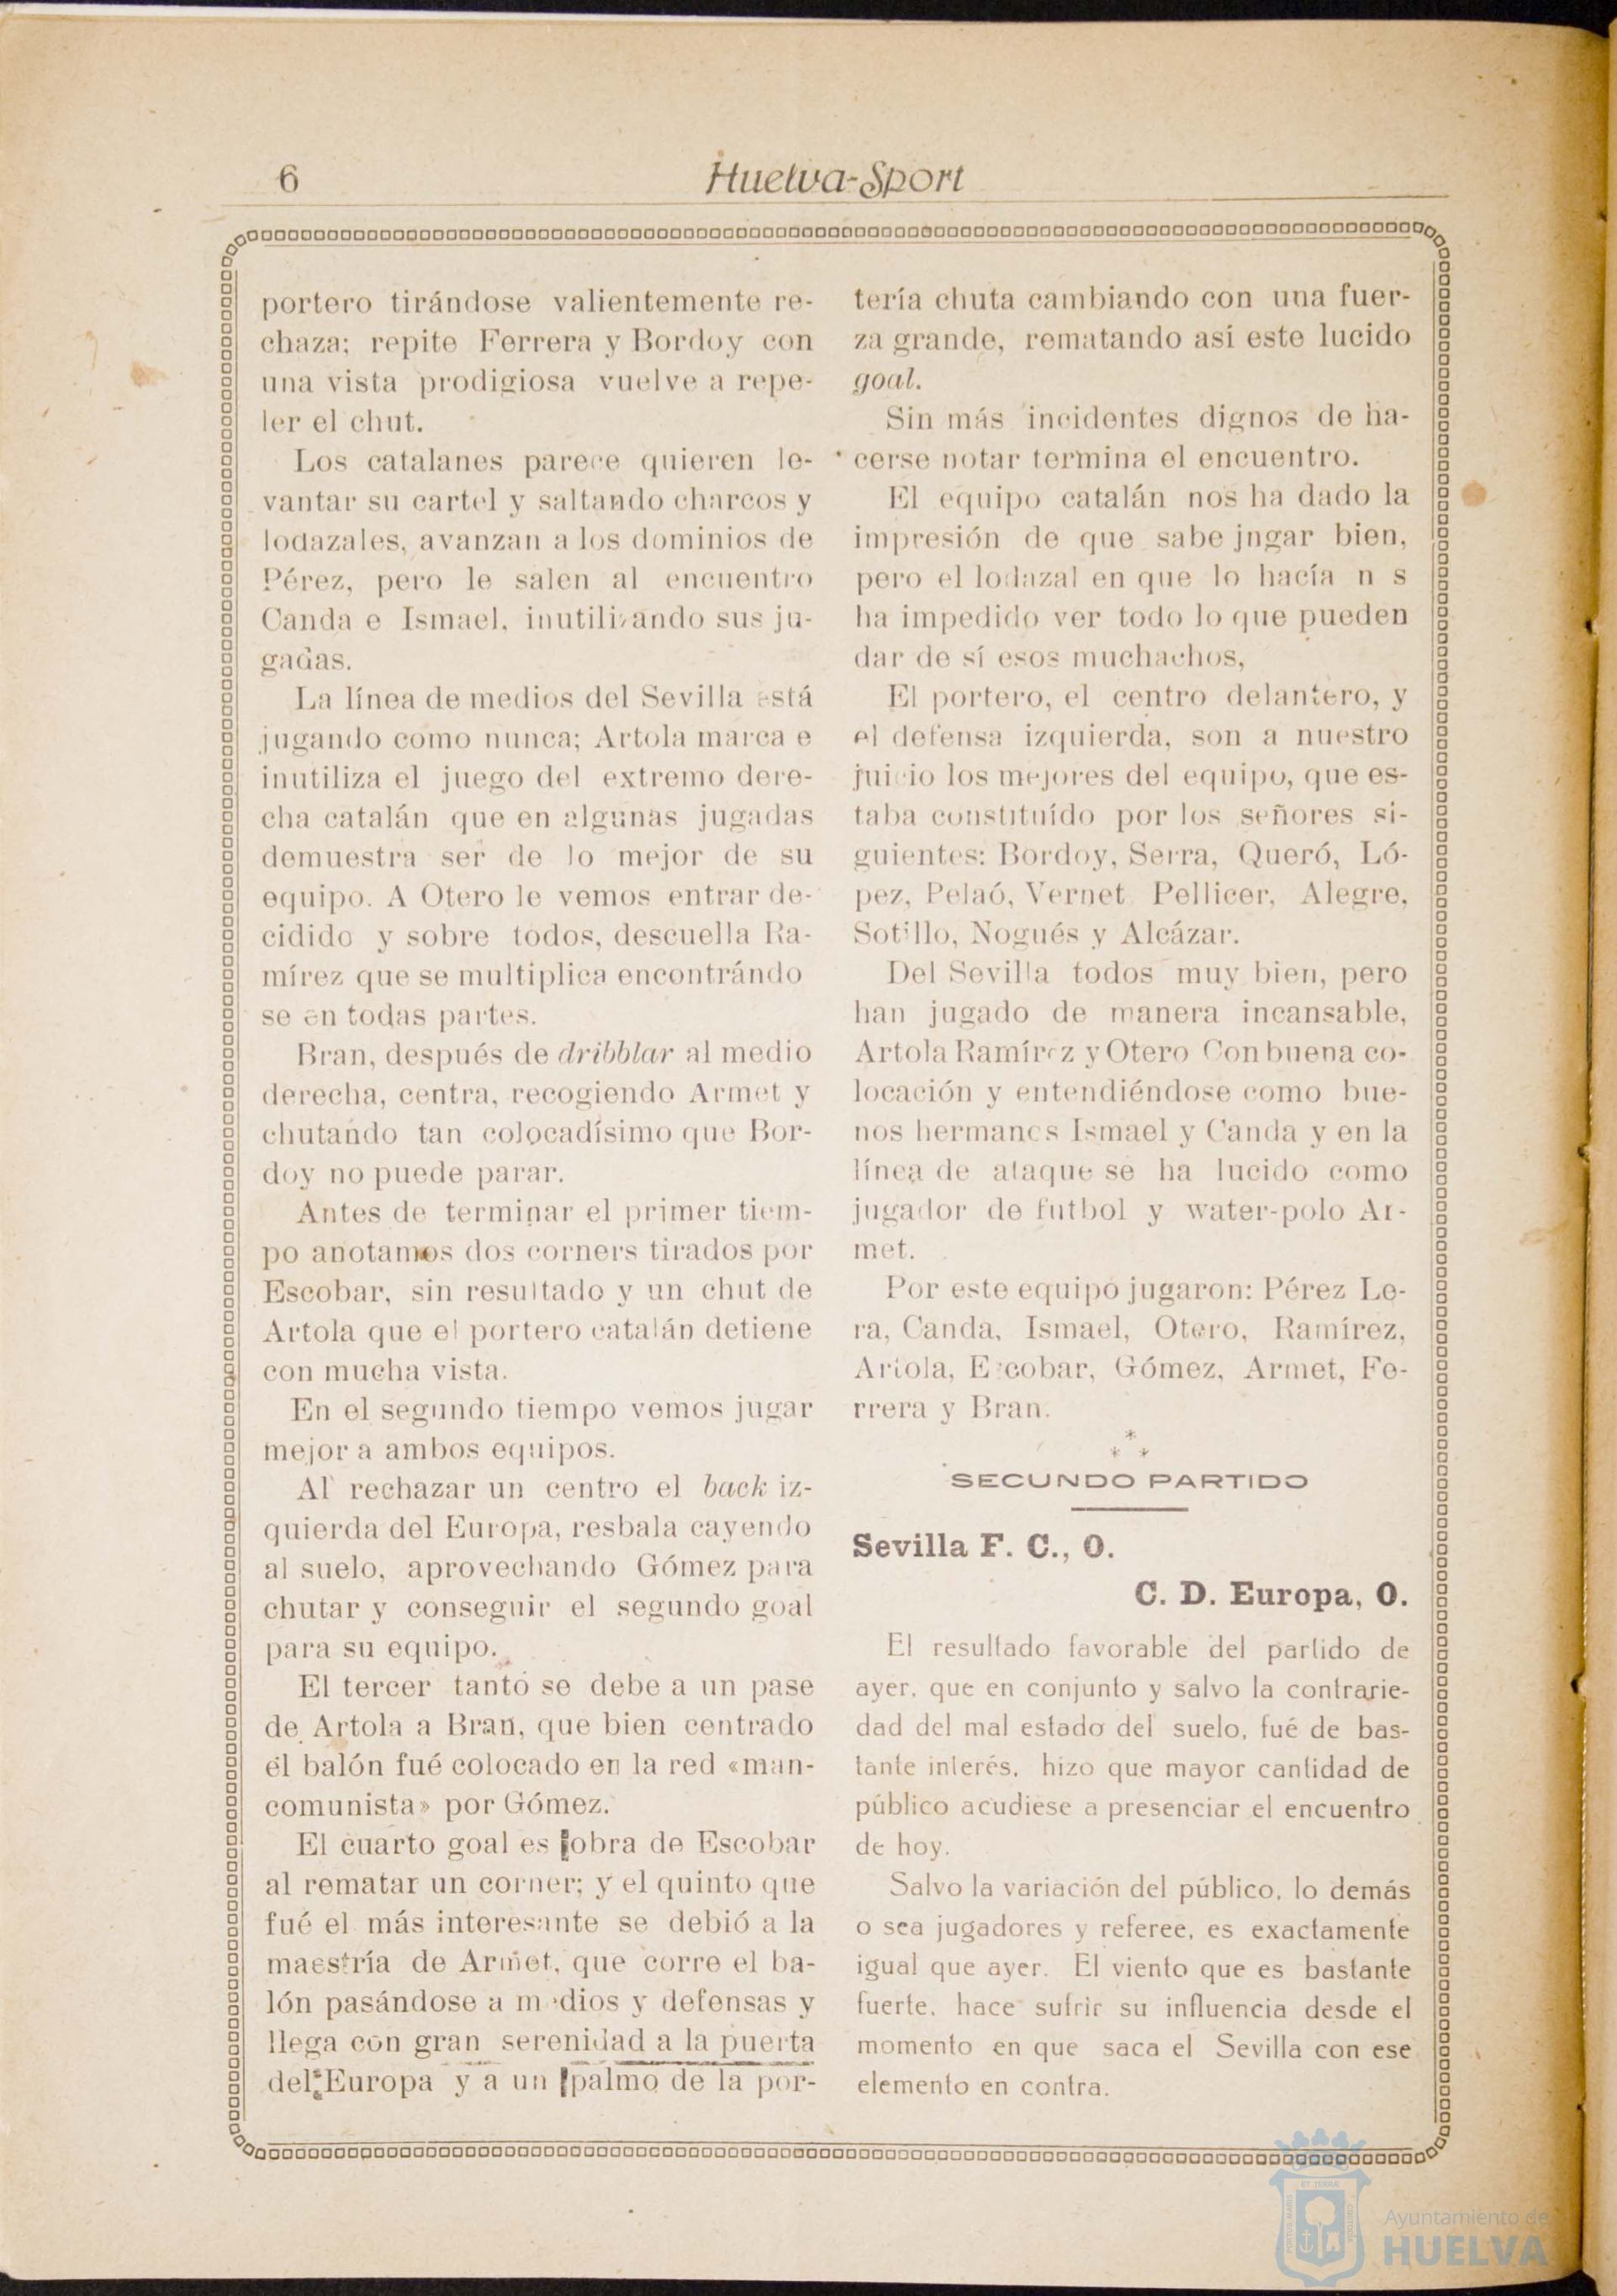 6
Huelva-Sport
portero tirándose valientemente re-
chaza; repite Ferrera y Bordoy con
una vista prodigiosa vuelve a repe-
ler el chut.
Los catalanes parece quieren le-
vantar su cartel y saltando charcos y
lodazales, avanzan a los dominios de
Pérez, pero le salen al encuentro
Canda e Ismael, inutilizando sus ju-
gadas.
La línea de medios del Sevilla está
jugando como nunca; Artola marca e
inutiliza el juego del extremo dere-
cha catalán que en algunas jugadas
demuestra ser de lo mejor de su
equipo. A Otero le vemos entrar de-
cidido y sobre todos, descuella Ra-
mírez que se multiplica encontrándo
se en todas partes.
Bran, después de dribblar al medio
derecha, centra, recogiendo Armet y
chutando tan colocadísimo que Bor-
doy no puede parar.
Antes de terminar el primer tiem-
po anotamos dos corners tirados por
Escobar, sin resultado y un chut de
Artola que el portero catalán detiene
con mucha vista.
En el segundo tiempo vemos jugar
mejor a ambos equipos.
Al rechazar un centro el back iz-
quierda del Europa, resbala cayendo
al suelo, aprovechando Gómez para
chutar y conseguir el segundo goal
para su equipo.
El tercer tanto se debe a un pase
de Artola a Bran, que bien centrado
el balón fué colocado en la red «man-
comunista» por Gómez.
El cuarto goal es obra de Escobar
al rematar un corner; y el quinto que
fué el más interesante se debió a la
maestría de Armet, que corre el ba-
lón pasándose a medios y defensas y
llega con gran serenidad a la puerta
del Europa y a un palmo de la por-
tería chuta cambiando con una fuer-
za grande, rematando así este lucido
goal.
Sin más incidentes dignos de ha-
cerse notar termina el encuentro.
El equipo catalán nos ha dado la
impresión de que sabe jngar bien,
pero el lodazal en que lo hacía n s
ha impedido ver todo lo que pueden
dar de sí esos muchachos,
El portero, el centro delantero, y
el defensa izquierda, son a nuestro
juicio los mejores del equipo, que es-
taba constituído por los señores si-
guientes: Bordoy, Serra, Queró, Ló-
pez, Pelaó, Vernet Pellicer, Alegre,
Sotillo, Nogués y Alcázar.
Del Sevilla todos muy bien, pero
han jugado de manera incansable,
Artola Ramírez y Otero Con buena co-
locación y entendiéndose como bue-
nos hermanos Ismael y Canda y en la
línea de ataque se ha lucido como
jugador de futbol y water-polo Ar-
met.
Por este equipo jugaron: Pérez Le-
ra, Canda, Ismael, Otero, Ramírez,
Artola, Escobar, Gómez, Armet, Fe-
rrera y Bran.
*
* *
SECUNDO PARTIDO
Sevilla F. C., 0.
C. D. Europa, 0.
El resultado favorable del partido de
ayer, que en conjunto y salvo la contrarie-
dad del mal estado del suelo, fué de bas-
tante interés, hizo que mayor cantidad de
público acudiese a presenciar el encuentro
de hoy.
Salvo la variación del público, lo demás
o sea jugadores y referee, es exactamente
igual que ayer. El viento que es bastante
fuerte, hace sufrir su influencia desde el
momento en que saca el Sevilla con ese
elemento en contra.
Ayuntamiento de
HUELVA